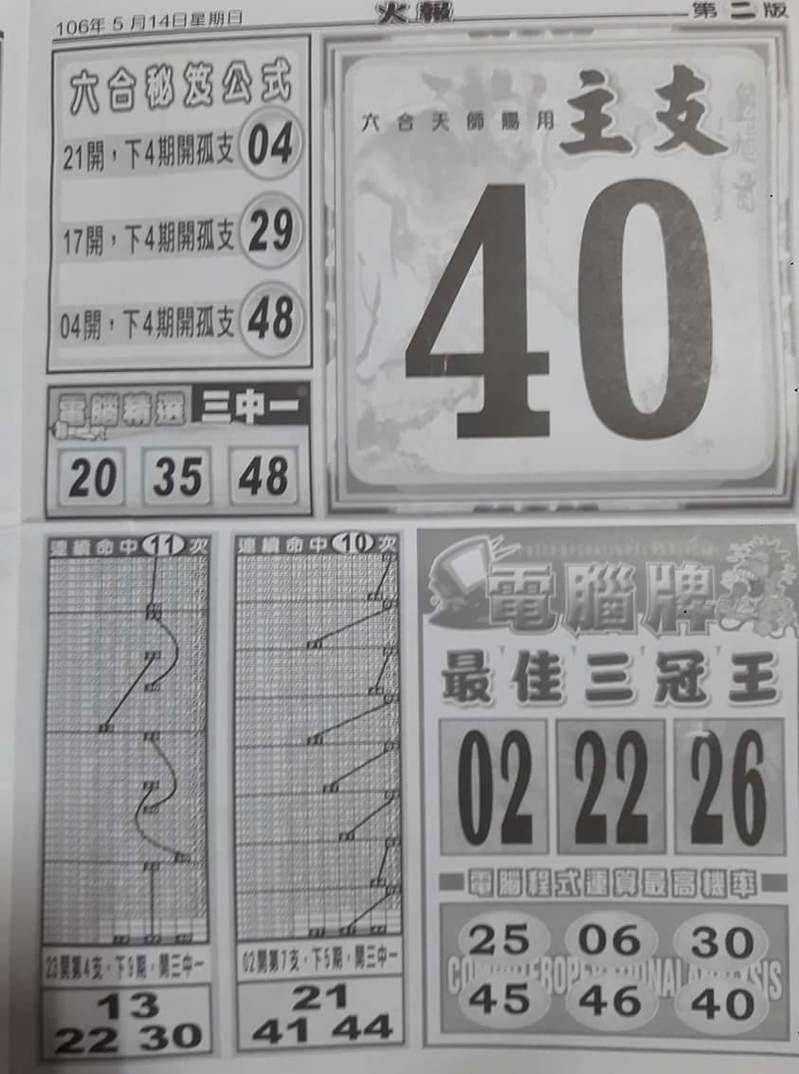 106年5月14日星期日
火報
第二版
六合秘笈公式
21開，下4期開孤支 04
17開，下4期開孤支 29
04開，下4期開孤支 48
電腦精選 三中一
20 35 48
六合天師賜用 主支
40
連續命中11次
23開第4支，下9期，開三中一
13
22 30
連續命中10次
02開第7支，下5期，開三中一
21
41 44
電腦牌
最佳三冠王
02 22 26
電腦程式運算最高機率
25 06 30
45 46 40